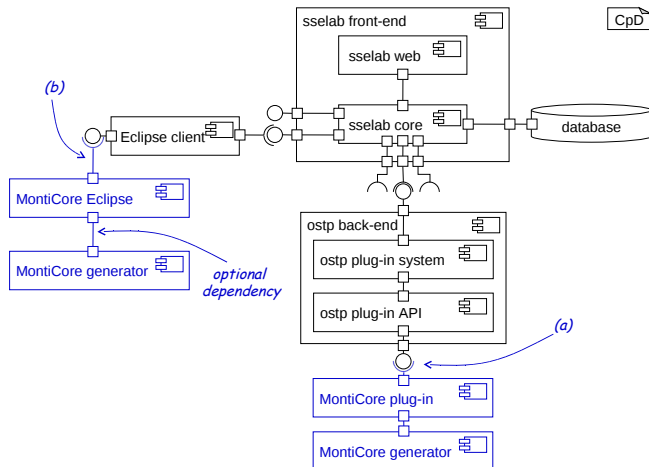 sselab front-end
CpD
sselab web
(b)
sselab core
Eclipse client
database
MontiCore Eclipse
ostp back-end
MontiCore generator
optional
dependency
ostp plug-in system
ostp plug-in API
(a)
MontiCore plug-in
MontiCore generator